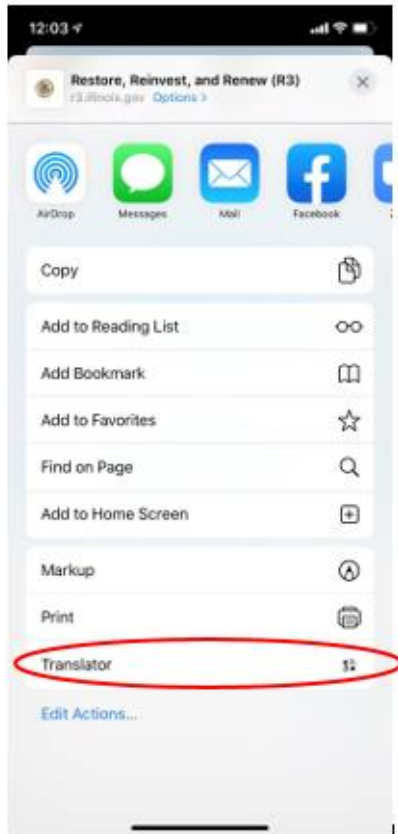 12:03
Restore, Reinvest, and Renew (R3)
r3.illinois.gov Options >
AirDrop
Messages
Mail
Facebook
Copy
Add to Reading List
Add Bookmark
Add to Favorites
Find on Page
Add to Home Screen
Markup
Print
Translator
Edit Actions...